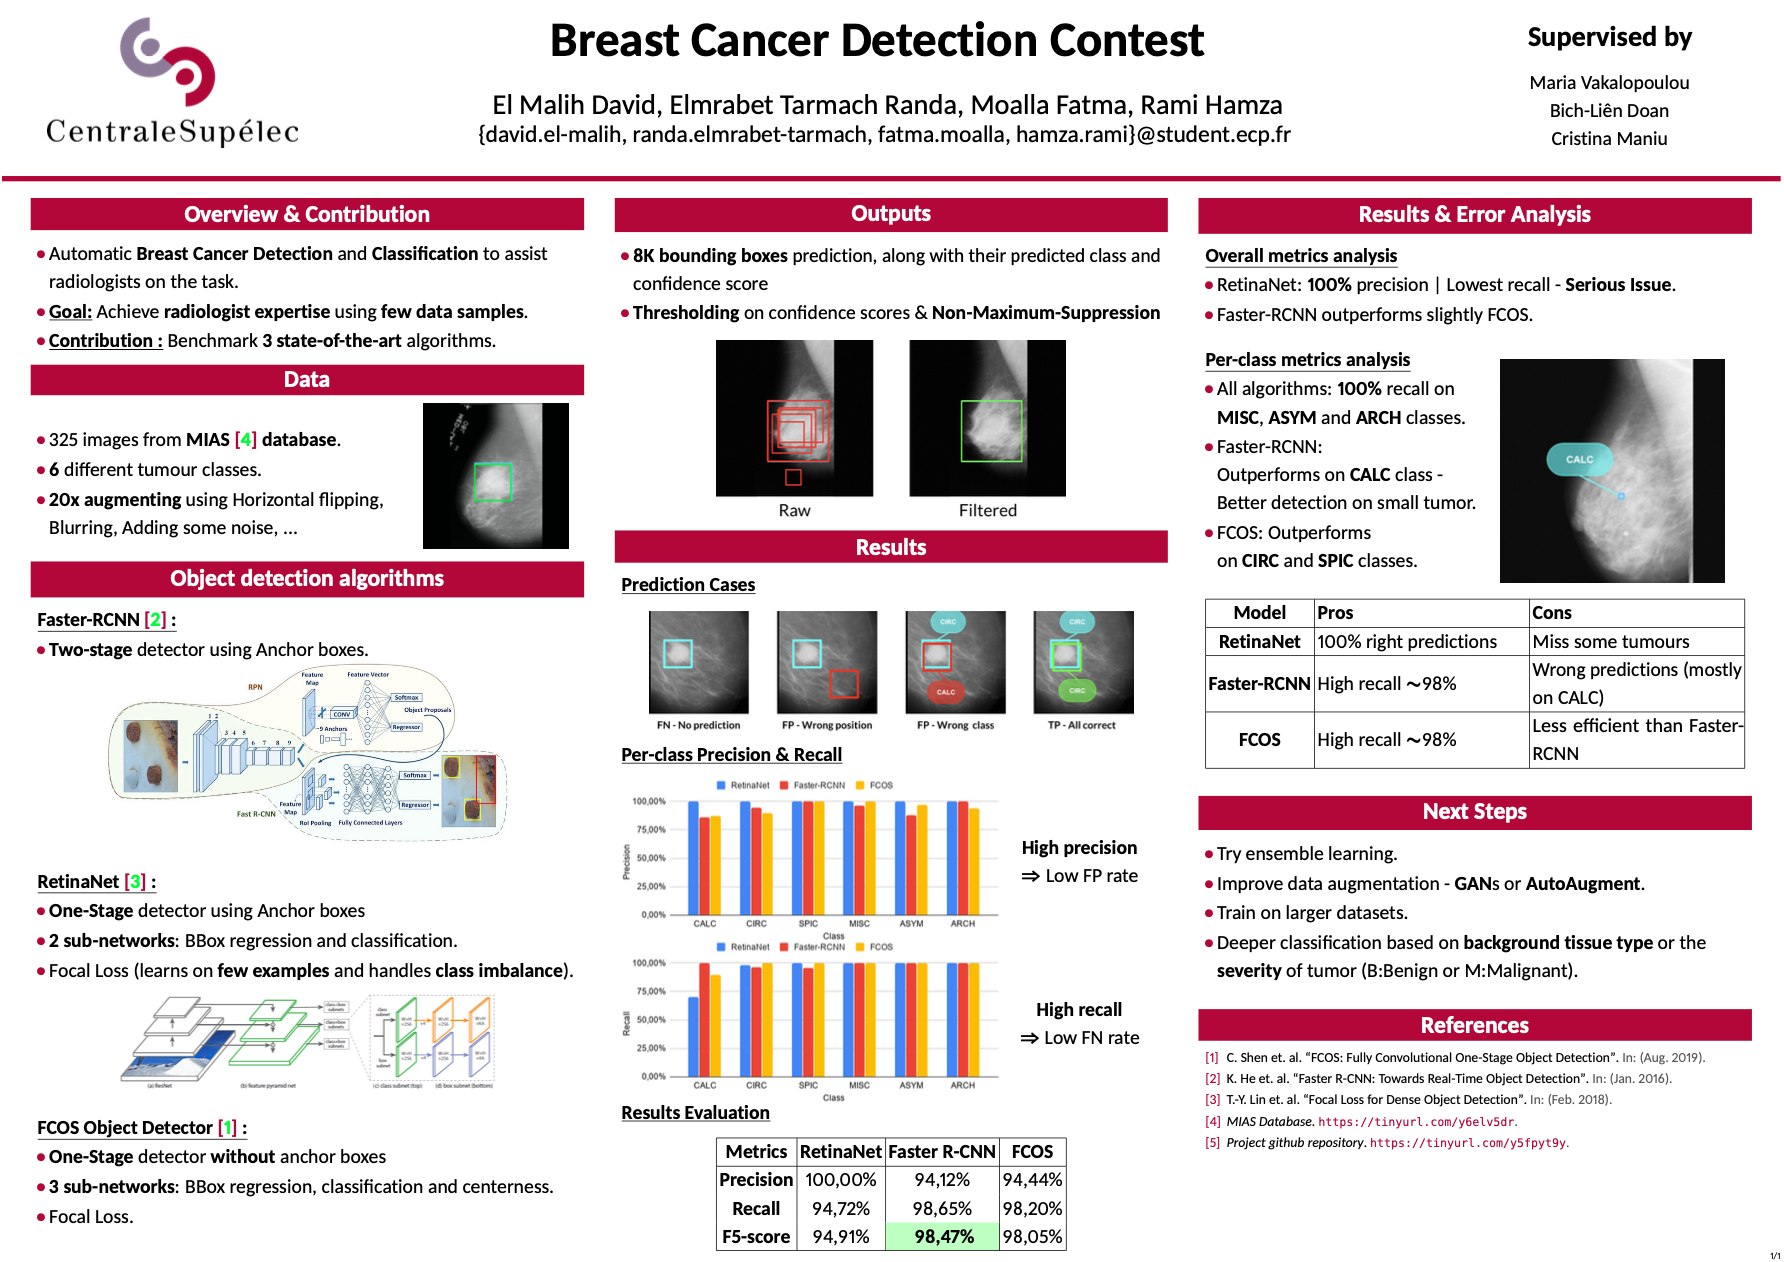 CentraleSupélec
Breast Cancer Detection Contest
El Malih David, Elmrabet Tarmach Randa, Moalla Fatma, Rami Hamza
{david.el-malih, randa.elmrabet-tarmach, fatma.moalla, hamza.rami}@student.ecp.fr
Supervised by
Maria Vakalopoulou
Bich-Liên Doan
Cristina Maniu
Overview & Contribution
• Automatic Breast Cancer Detection and Classification to assist
radiologists on the task.
• Goal: Achieve radiologist expertise using few data samples.
• Contribution : Benchmark 3 state-of-the-art algorithms.
Data
• 325 images from MIAS [4] database.
• 6 different tumour classes.
• 20x augmenting using Horizontal flipping,
Blurring, Adding some noise, ...
Object detection algorithms
Faster-RCNN [2] :
• Two-stage detector using Anchor boxes.
RPN
Feature
Map
Feature Vector
CONV
~9 Anchors
Softmax
Object Proposals
Regressor
1 2
3 4 5
6 7 8 9
Fast R-CNN
Feature
Map
RoI Pooling
Fully Connected Layers
Softmax
Regressor
RetinaNet [3] :
• One-Stage detector using Anchor boxes
• 2 sub-networks: BBox regression and classification.
• Focal Loss (learns on few examples and handles class imbalance).
class+box
subnets
class+box
subnets
class+box
subnets
class
subnet
box
subnet
W×H
×256
×4
W×H
×256
W×H
×KA
W×H
×256
×4
W×H
×256
W×H
×4A
(a) ResNet
(b) feature pyramid net
(c) class subnet (top)
(d) box subnet (bottom)
FCOS Object Detector [1] :
• One-Stage detector without anchor boxes
• 3 sub-networks: BBox regression, classification and centerness.
• Focal Loss.
Outputs
• 8K bounding boxes prediction, along with their predicted class and
confidence score
• Thresholding on confidence scores & Non-Maximum-Suppression
Raw
Filtered
Results
Prediction Cases
CIRC
CALC
CIRC
CIRC
FN - No prediction
FP - Wrong position
FP - Wrong class
TP - All correct
Per-class Precision & Recall
RetinaNet Faster-RCNN FCOS
Precision
100,00%
75,00%
50,00%
25,00%
0,00%
CALC CIRC SPIC MISC ASYM ARCH
Class
High precision
⇒ Low FP rate
RetinaNet Faster-RCNN FCOS
Recall
100,00%
75,00%
50,00%
25,00%
0,00%
CALC CIRC SPIC MISC ASYM ARCH
Class
High recall
⇒ Low FN rate
Results Evaluation
Metrics RetinaNet Faster R-CNN FCOS
Precision 100,00% 94,12% 94,44%
Recall 94,72% 98,65% 98,20%
F5-score 94,91% 98,47% 98,05%
Results & Error Analysis
Overall metrics analysis
• RetinaNet: 100% precision | Lowest recall - Serious Issue.
• Faster-RCNN outperforms slightly FCOS.
Per-class metrics analysis
• All algorithms: 100% recall on
MISC, ASYM and ARCH classes.
• Faster-RCNN:
Outperforms on CALC class -
Better detection on small tumor.
• FCOS: Outperforms
on CIRC and SPIC classes.
CALC
Model Pros Cons
RetinaNet 100% right predictions Miss some tumours
Faster-RCNN High recall ∼98% Wrong predictions (mostly
on CALC)
FCOS High recall ∼98% Less efficient than Faster-
RCNN
Next Steps
• Try ensemble learning.
• Improve data augmentation - GANs or AutoAugment.
• Train on larger datasets.
• Deeper classification based on background tissue type or the
severity of tumor (B:Benign or M:Malignant).
References
[1] C. Shen et. al. “FCOS: Fully Convolutional One-Stage Object Detection”. In: (Aug. 2019).
[2] K. He et. al. “Faster R-CNN: Towards Real-Time Object Detection”. In: (Jan. 2016).
[3] T.-Y. Lin et. al. “Focal Loss for Dense Object Detection”. In: (Feb. 2018).
[4] MIAS Database. https://tinyurl.com/y6elv5dr.
[5] Project github repository. https://tinyurl.com/y5fpyt9y.
1/1